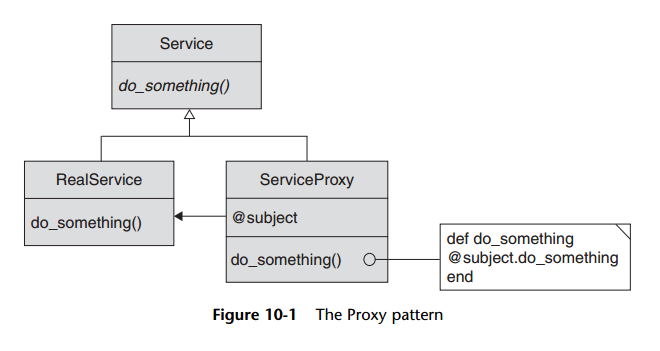 Service
do_something()
RealService
do_something()
ServiceProxy
@subject
do_something()
def do_something
@subject.do_something
end
Figure 10-1 The Proxy pattern